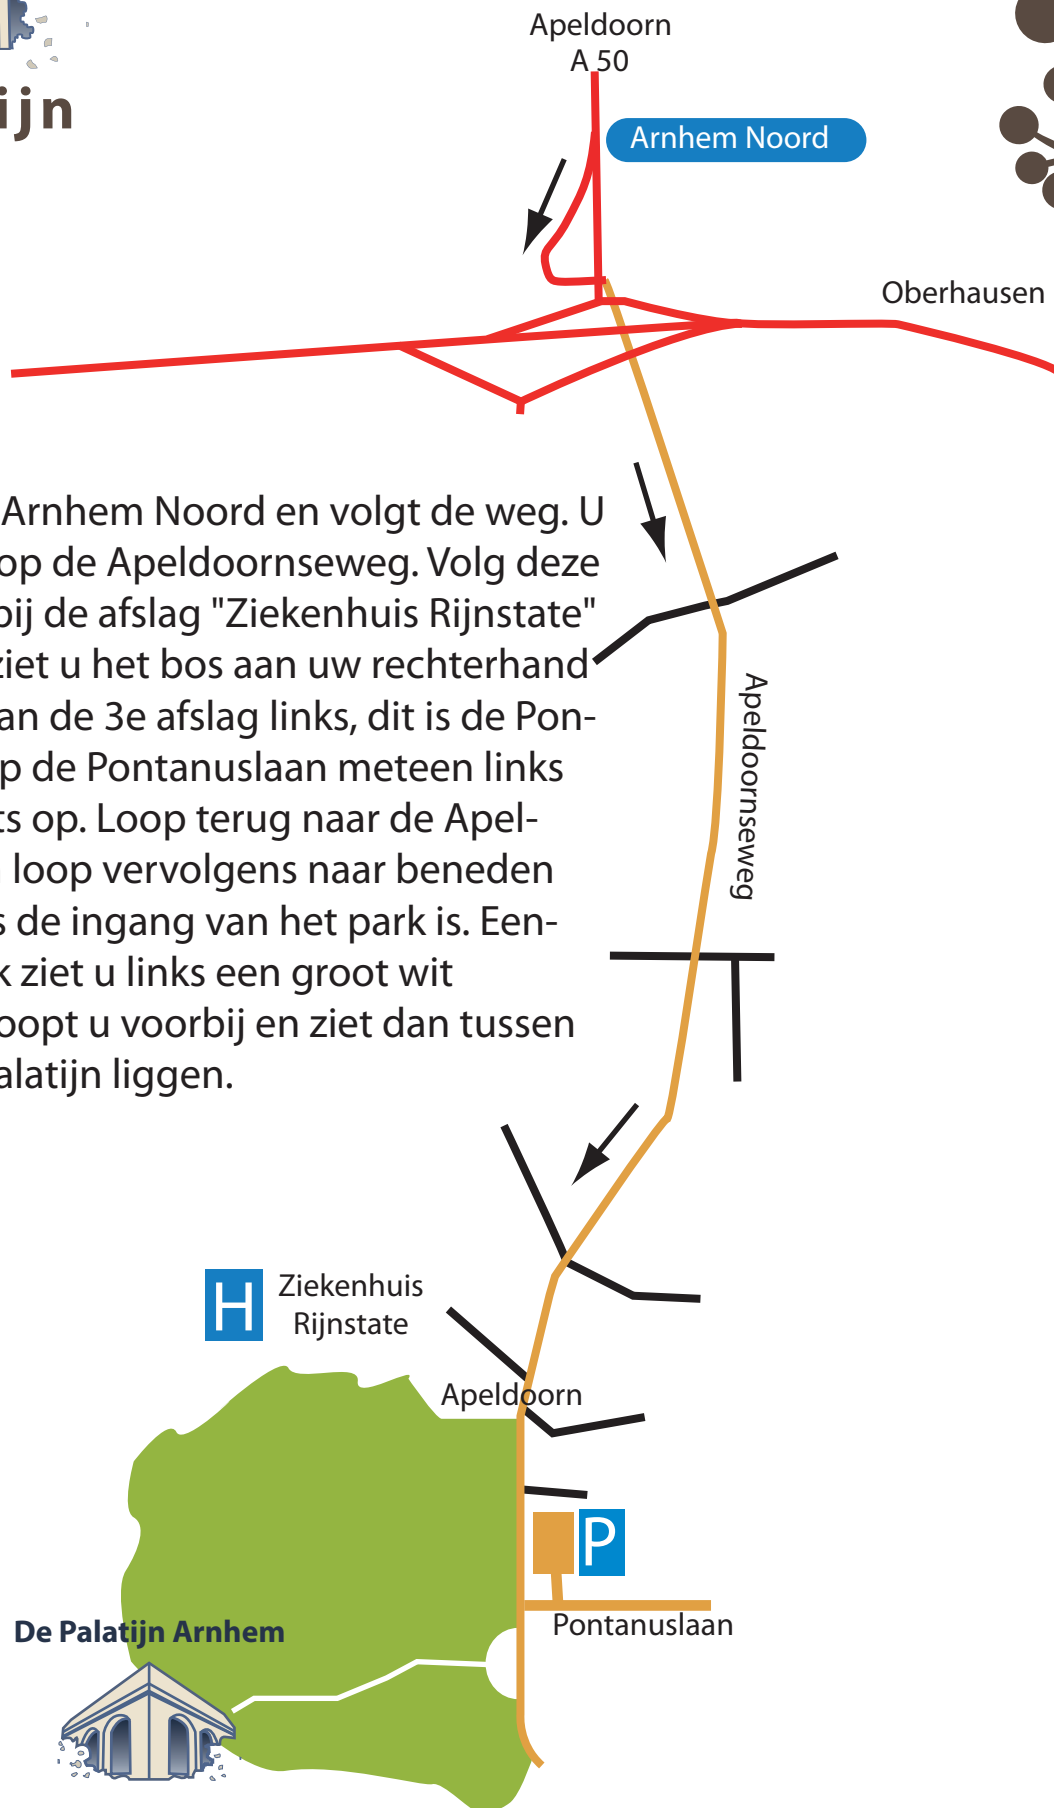 ijn
Apeldoorn
A 50
Arnhem Noord
Oberhausen
Arnhem Noord en volgt de weg. U
op de Apeldoornseweg. Volg deze
bij de afslag "Ziekenhuis Rijnstate"
ziet u het bos aan uw rechterhand
an de 3e afslag links, dit is de Pon-
p de Pontanuslaan meteen links
ts op. Loop terug naar de Apel-
loop vervolgens naar beneden
s de ingang van het park is. Een-
k ziet u links een groot wit
oopt u voorbij en ziet dan tussen
alatijn liggen.
Apeldoornseweg
H
Ziekenhuis
Rijnstate
Apeldoorn
P
Pontanuslaan
De Palatijn Arnhem